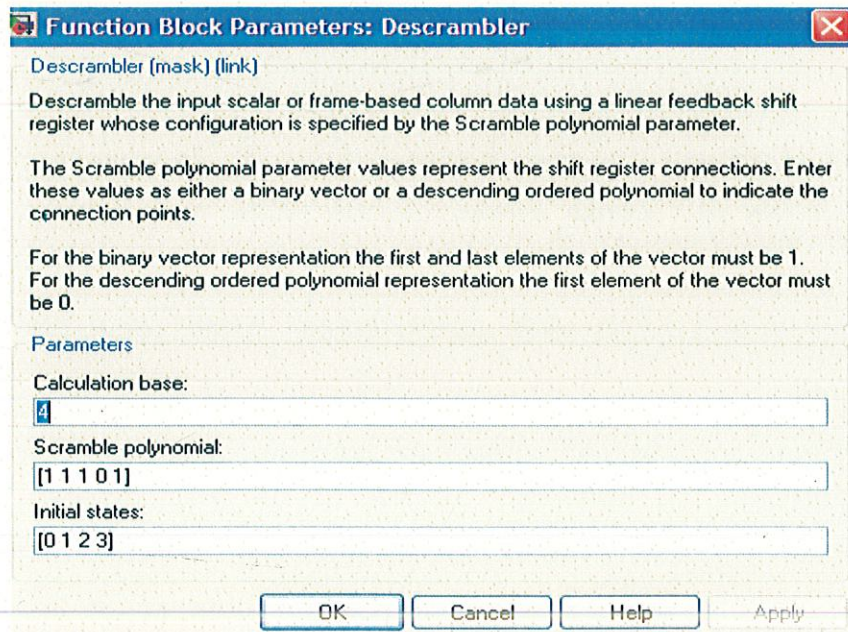 Function Block Parameters: Descrambler
Descrambler (mask) (link)
Descramble the input scalar or frame-based column data using a linear feedback shift
register whose configuration is specified by the Scramble polynomial parameter.
The Scramble polynomial parameter values represent the shift register connections. Enter
these values as either a binary vector or a descending ordered polynomial to indicate the
connection points.
For the binary vector representation the first and last elements of the vector must be 1.
For the descending ordered polynomial representation the first element of the vector must
be 0.
Parameters
Calculation base:
4
Scramble polynomial:
[1 1 1 0 1]
Initial states:
[0 1 2 3]
OK Cancel Help Apply